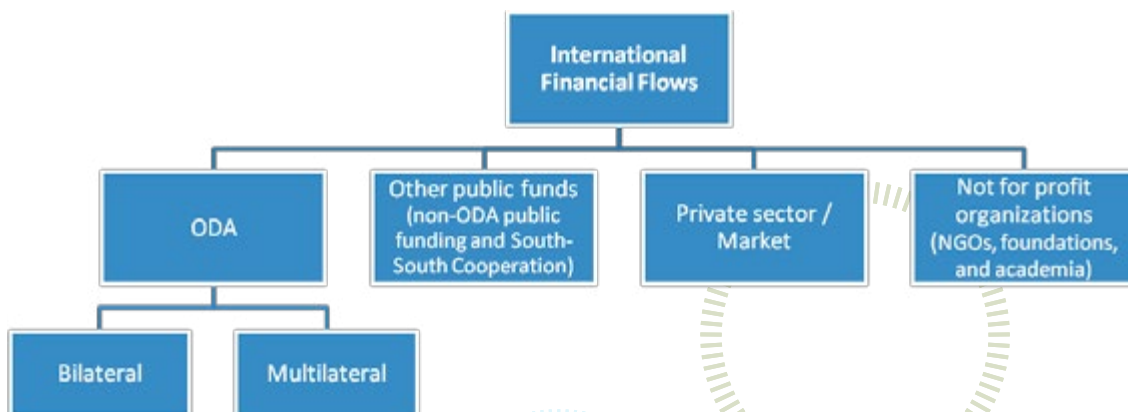 International
Financial Flows
ODA
Other public funds
(non-ODA public
funding and South-
South Cooperation)
Private sector /
Market
Not for profit
organizations
(NGOs, foundations,
and academia)
Bilateral
Multilateral